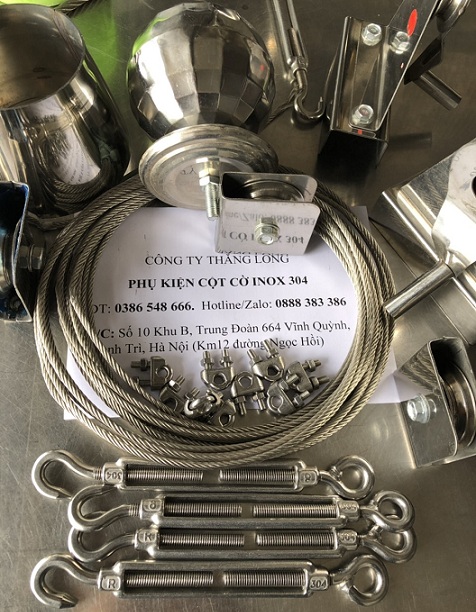 CÔNG TY THĂNG LONG
PHỤ KIỆN CỘT CỜ INOX 304
ĐT: 0386 548 666. Hotline/Zalo: 0888 383 386
Đ/C: Số 10 Khu B, Trung Đoàn 664 Vĩnh Quỳnh,
Trì, Hà Nội (Km12 đường Ngọc Hồi)
304
R
304